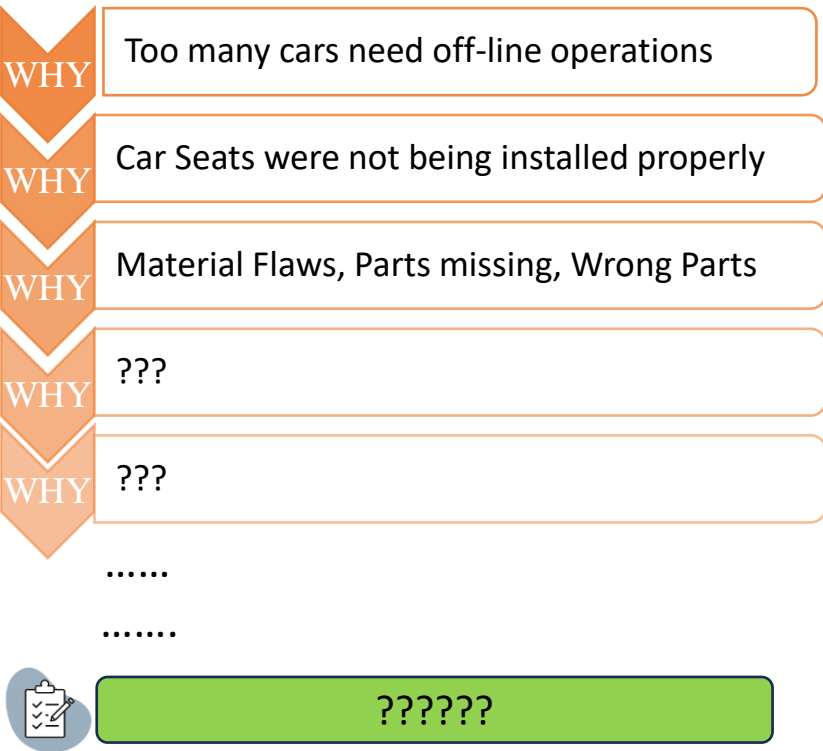 WHY
Too many cars need off-line operations
WHY
Car Seats were not being installed properly
WHY
Material Flaws, Parts missing, Wrong Parts
WHY
???
WHY
???
......
.......
??????